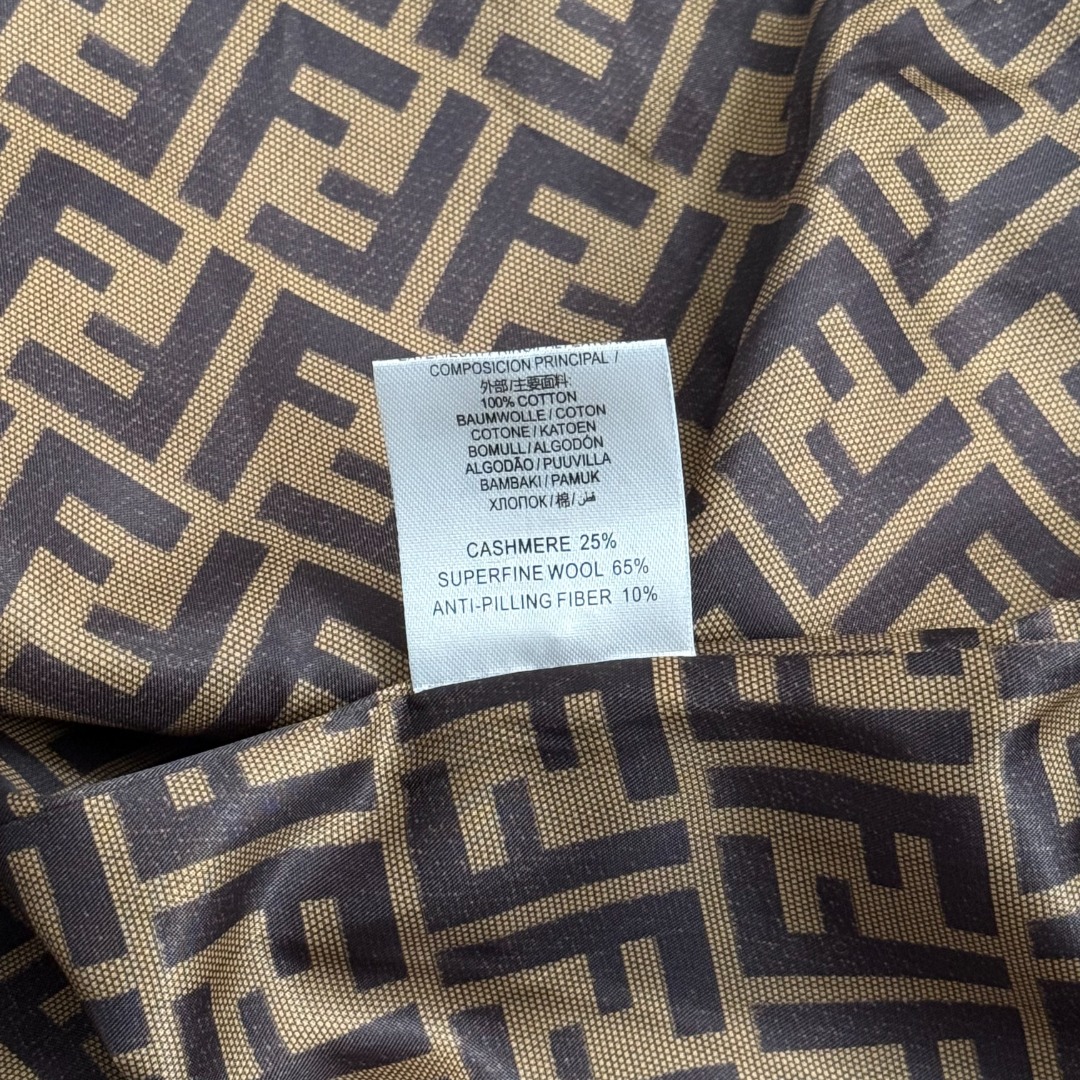 COMPOSICION PRINCIPAL /
外部/主要面料:
100% COTTON
BAUMWOLLE / COTON
COTONE / KATOEN
BOMULL / ALGODÓN
ALGODÃO / PUUVILLA
BAMBAKI / PAMUK
ХЛОПОК / 棉 / قطن
CASHMERE 25%
SUPERFINE WOOL 65%
ANTI-PILLING FIBER 10%